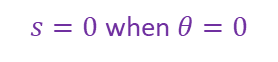 s = 0 when θ = 0